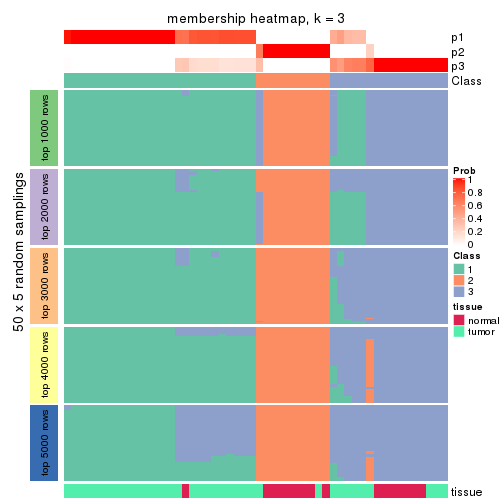 membership heatmap, k = 3
p1
p2
p3
Class
50 x 5 random samplings
top 1000 rows
top 2000 rows
top 3000 rows
top 4000 rows
top 5000 rows
Prob
1
0.8
0.6
0.4
0.2
0
Class
1
2
3
tissue
normal
tumor
tissue